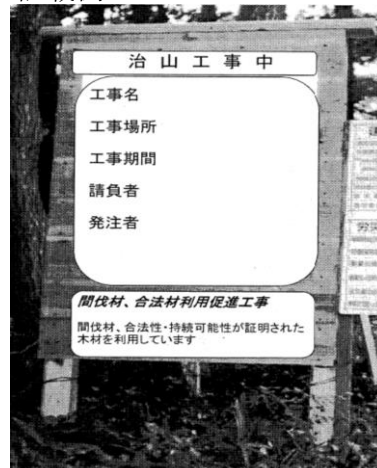 治山工事中
工事名
工事場所
工事期間
請負者
発注者
間伐材、合法材利用促進工事
間伐材、合法性・持続可能性が証明された
木材を利用しています